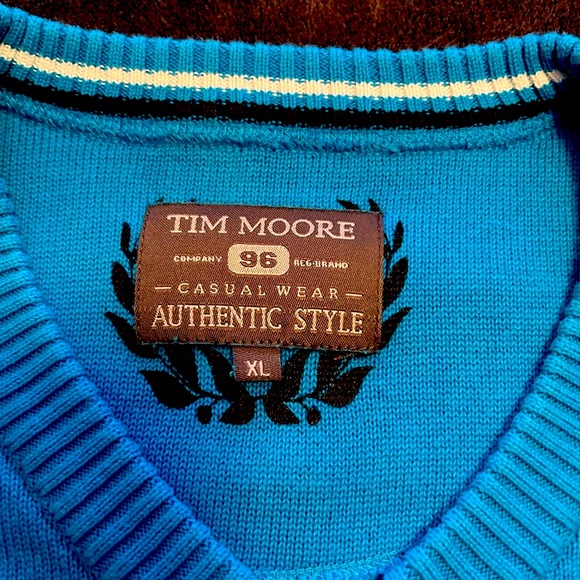 TIM MOORE
COMPANY 96 REG-BRAND
- CASUAL WEAR -
AUTHENTIC STYLE
XL